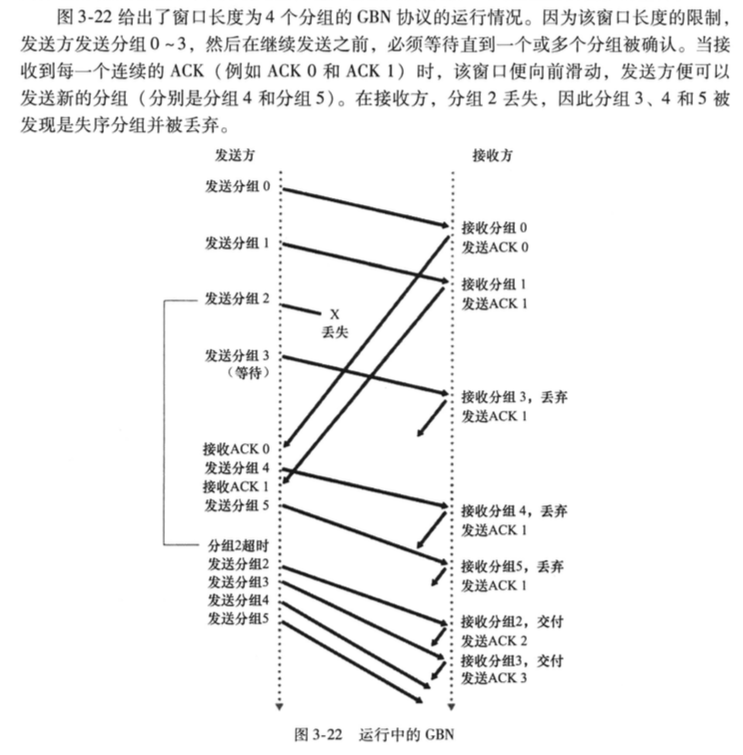 图 3-22 给出了窗口长度为 4 个分组的 GBN 协议的运行情况。因为该窗口长度的限制，
发送方发送分组 0 ~ 3，然后在继续发送之前，必须等待直到一个或多个分组被确认。当接
收到每一个连续的 ACK（例如 ACK 0 和 ACK 1）时，该窗口便向前滑动，发送方便可以
发送新的分组（分别是分组 4 和分组 5）。在接收方，分组 2 丢失，因此分组 3、4 和 5 被
发现是失序分组并被丢弃。
发送方
接收方
发送分组 0
接收分组 0
发送ACK 0
发送分组 1
接收分组 1
发送ACK 1
发送分组 2
X
丢失
发送分组 3
（等待）
接收分组 3，丢弃
发送ACK 1
接收ACK 0
发送分组 4
接收ACK 1
发送分组 5
接收分组 4，丢弃
发送ACK 1
分组2超时
发送分组2
发送分组3
发送分组4
发送分组5
接收分组5，丢弃
发送ACK 1
接收分组2，交付
发送ACK 2
接收分组3，交付
发送ACK 3
图 3-22 运行中的 GBN